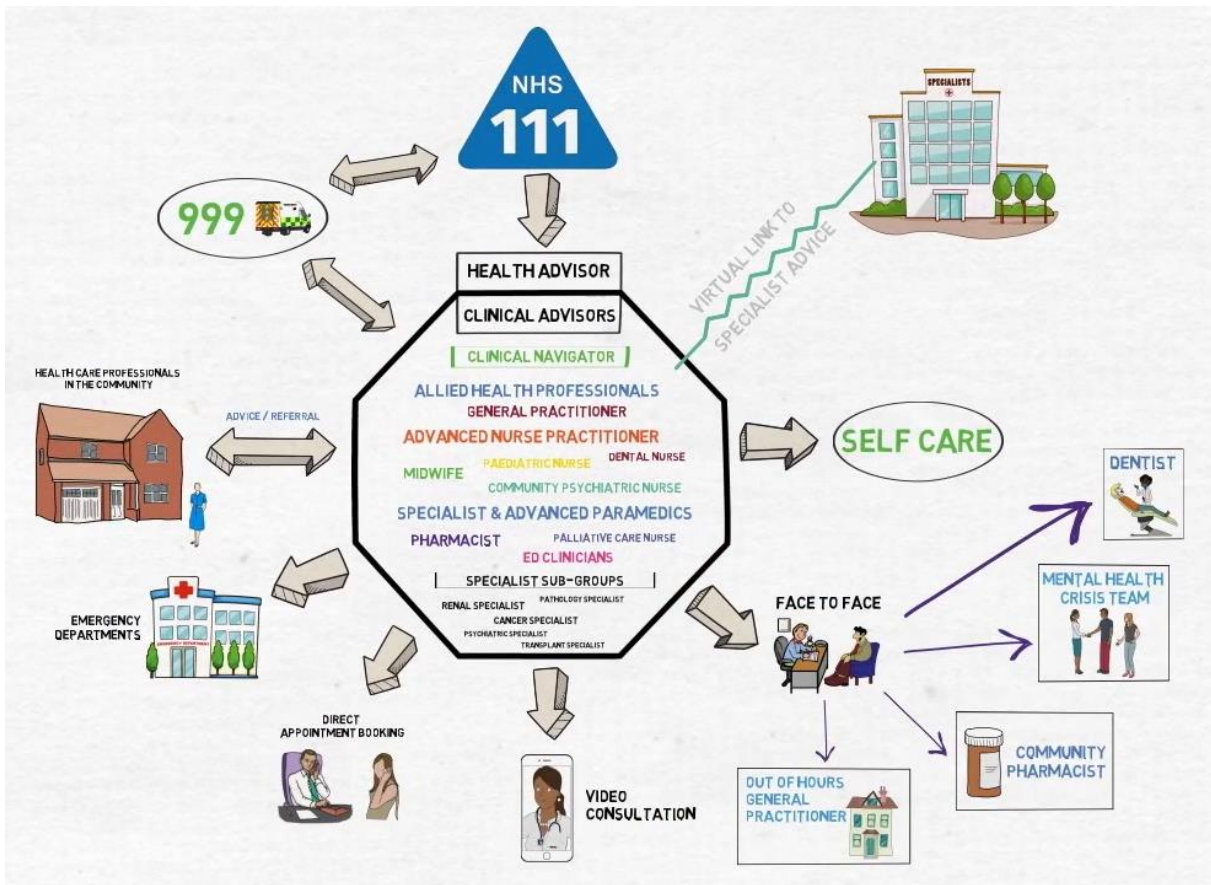 NHS
111
SPECIALISTS
999
VIRTUAL LINK TO
SPECIALIST ADVICE
HEALTH ADVISOR
CLINICAL ADVISORS
CLINICAL NAVIGATOR
ALLIED HEALTH PROFESSIONALS
GENERAL PRACTITIONER
ADVANCED NURSE PRACTITIONER
DENTAL NURSE
PAEDIATRIC NURSE
MIDWIFE
COMMUNITY PSYCHIATRIC NURSE
SPECIALIST & ADVANCED PARAMEDICS
PHARMACIST
PALLIATIVE CARE NURSE
ED CLINICIANS
SPECIALIST SUB-GROUPS
PATHOLOGY SPECIALIST
RENAL SPECIALIST
CANCER SPECIALIST
PSYCHIATRIC SPECIALIST
TRANSPLANT SPECIALIST
HEALTH CARE PROFESSIONALS
IN THE COMMUNITY
ADVICE / REFERRAL
SELF CARE
EMERGENCY
DEPARTMENTS
EMERGENCY DEPARTMENT
DIRECT
APPOINTMENT BOOKING
VIDEO
CONSULTATION
FACE TO FACE
DENTIST
MENTAL HEALTH
CRISIS TEAM
COMMUNITY
PHARMACIST
OUT OF HOURS
GENERAL
PRACTITIONER